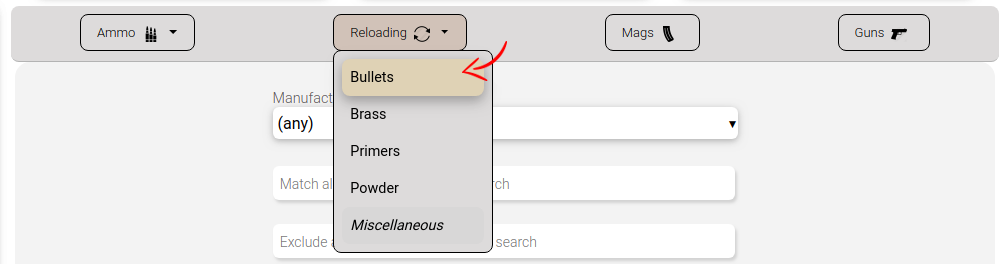 Ammo
Reloading
Mags
Guns
Bullets
Manufact
(any)
Brass
Primers
Match al
rch
Powder
Miscellaneous
Exclude
search